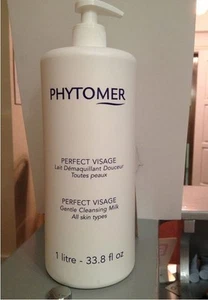 PHYTOMER
PERFECT VISAGE
Lait Démaquillant Douceur
Toutes peaux
PERFECT VISAGE
Gentle Cleansing Milk
All skin types
1 litre - 33.8 fl oz